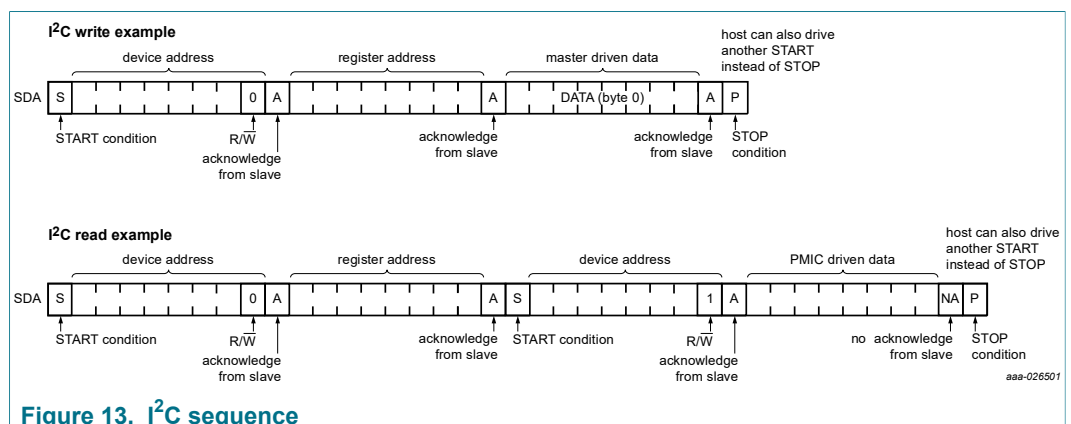 I²C write example
host can also drive
another START
instead of STOP
device address register address master driven data
SDA S 0 A A DATA (byte 0) A P
START condition R/W̅ acknowledge from slave acknowledge from slave acknowledge from slave STOP condition
I²C read example
host can also drive
another START
instead of STOP
device address register address device address PMIC driven data
SDA S 0 A A S 1 A NA P
START condition R/W̅ acknowledge from slave acknowledge from slave START condition R/W̅ acknowledge from slave no acknowledge from slave STOP condition
aaa-026501
Figure 13. I²C sequence